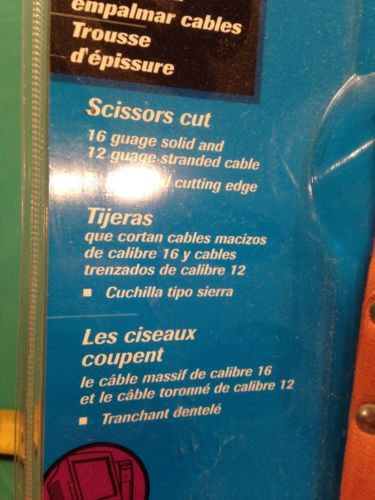 empalmar cables
Trousse
d'épissure
Scissors cut
16 guage solid and
12 guage stranded cable
cutting edge
Tijeras
que cortan cables macizos
de calibre 16 y cables
trenzados de calibre 12
■ Cuchilla tipo sierra
Les ciseaux
coupent
le câble massif de calibre 16
et le câble toronné de calibre 12
■ Tranchant dentelé